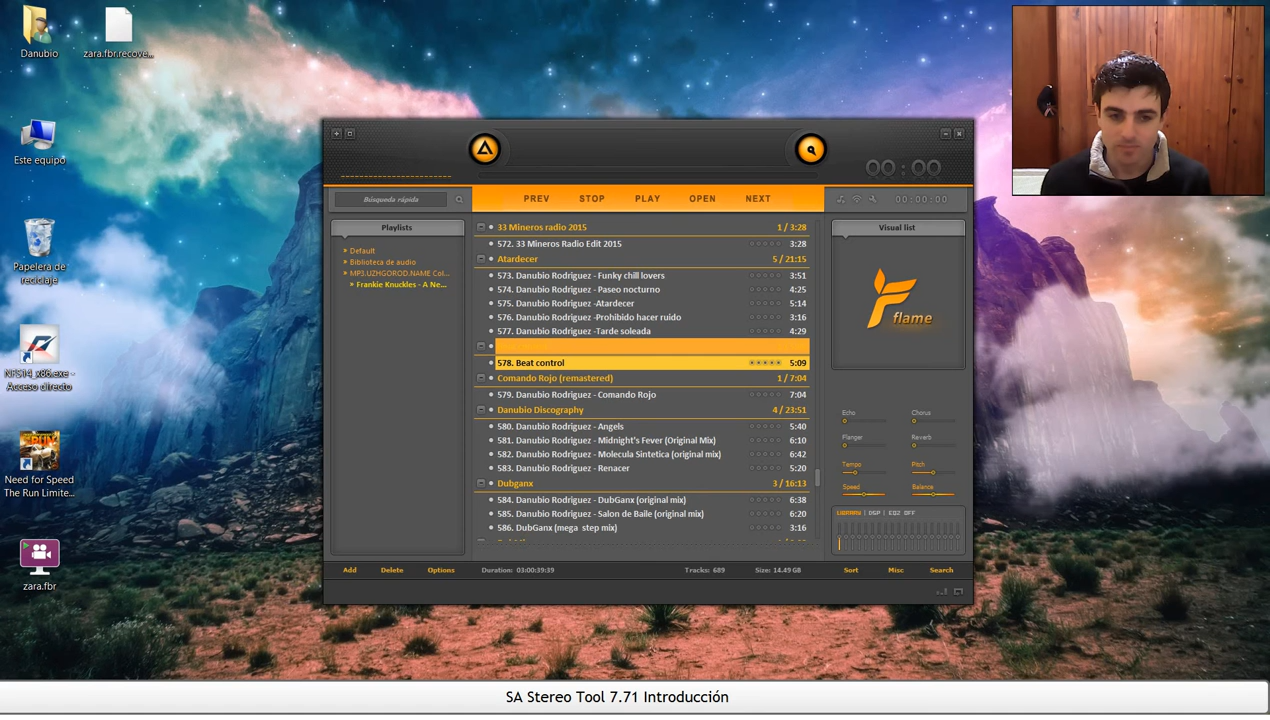 Danubio
zara.fbr.recove...
Este equipo
Papelera de
reciclaje
NFS14_x86.exe -
Acceso directo
Need for Speed
The Run Limite...
zara.fbr
00:00
Búsqueda rápida
PREV STOP PLAY OPEN NEXT
00:00:00
Playlists
Default
Biblioteca de audio
MP3.UZHGOROD.NAME Col...
Frankie Knuckles - A Ne...
33 Mineros radio 2015 1 / 3:28
572. 33 Mineros Radio Edit 2015 3:28
Atardecer 5 / 21:15
573. Danubio Rodriguez - Funky chill lovers 3:51
574. Danubio Rodriguez - Paseo nocturno 4:25
575. Danubio Rodriguez -Atardecer 5:14
576. Danubio Rodriguez -Prohibido hacer ruido 3:16
577. Danubio Rodriguez -Tarde soleada 4:29
578. Beat control 5:09
Comando Rojo (remastered) 1 / 7:04
579. Danubio Rodriguez - Comando Rojo 7:04
Danubio Discography 4 / 23:51
580. Danubio Rodriguez - Angels 5:40
581. Danubio Rodriguez - Midnight's Fever (Original Mix) 6:10
582. Danubio Rodriguez - Molecula Sintetica (original mix) 6:42
583. Danubio Rodriguez - Renacer 5:20
Dubganx 3 / 16:13
584. Danubio Rodriguez - DubGanx (original mix) 6:38
585. Danubio Rodriguez - Salon de Baile (original mix) 6:20
586. DubGanx (mega step mix) 3:16
Visual list
flame
Echo Chorus
Flanger Reverb
Tempo Pitch
Speed Balance
LIBRARY | DSP | EQZ OFF
Add Delete Options
Duration: 03:00:39:39 Tracks: 689 Size: 14.49 GB
Sort Misc Search
SA Stereo Tool 7.71 Introducción